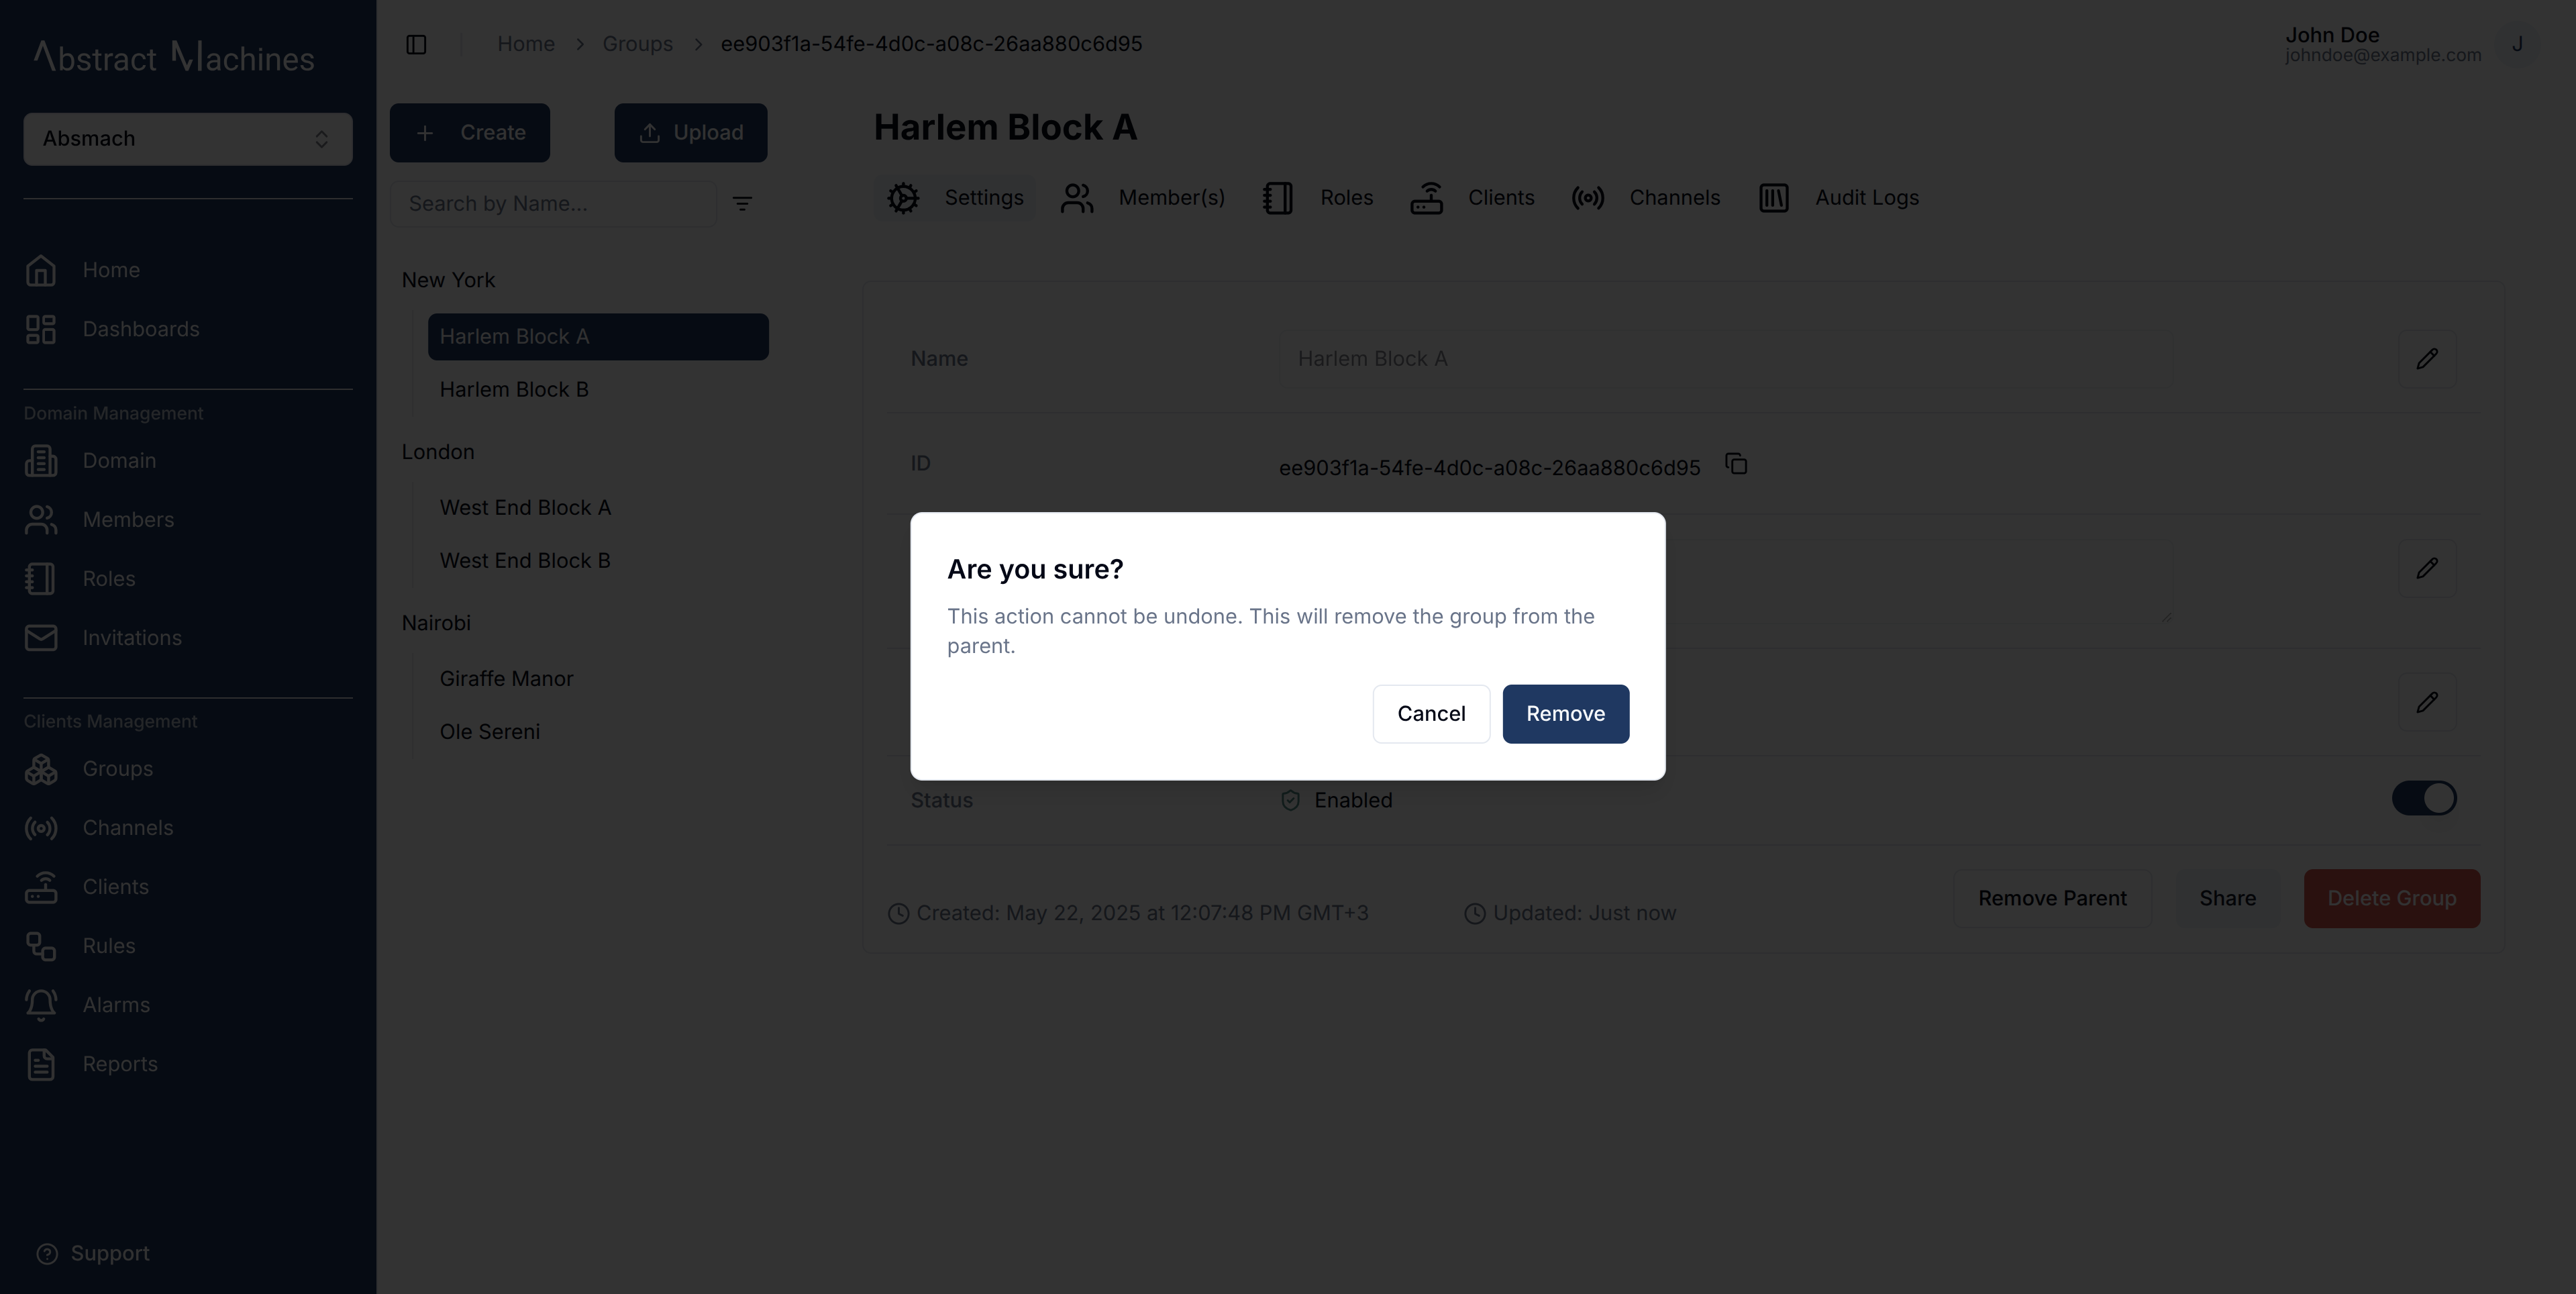 Abstract Machines
Absmach
Home
Dashboards
Domain Management
Domain
Members
Roles
Invitations
Clients Management
Groups
Channels
Clients
Rules
Alarms
Reports
Support
Home > Groups > ee903f1a-54fe-4d0c-a08c-26aa880c6d95
John Doe
johndoe@example.com
J
+ Create
Upload
Search by Name...
New York
Harlem Block A
Harlem Block B
London
West End Block A
West End Block B
Nairobi
Giraffe Manor
Ole Sereni
Harlem Block A
Settings Member(s) Roles Clients Channels Audit Logs
Name Harlem Block A
ID ee903f1a-54fe-4d0c-a08c-26aa880c6d95
Are you sure?
This action cannot be undone. This will remove the group from the
parent.
Cancel Remove
Status Enabled
Created: May 22, 2025 at 12:07:48 PM GMT+3 Updated: Just now
Remove Parent Share Delete Group